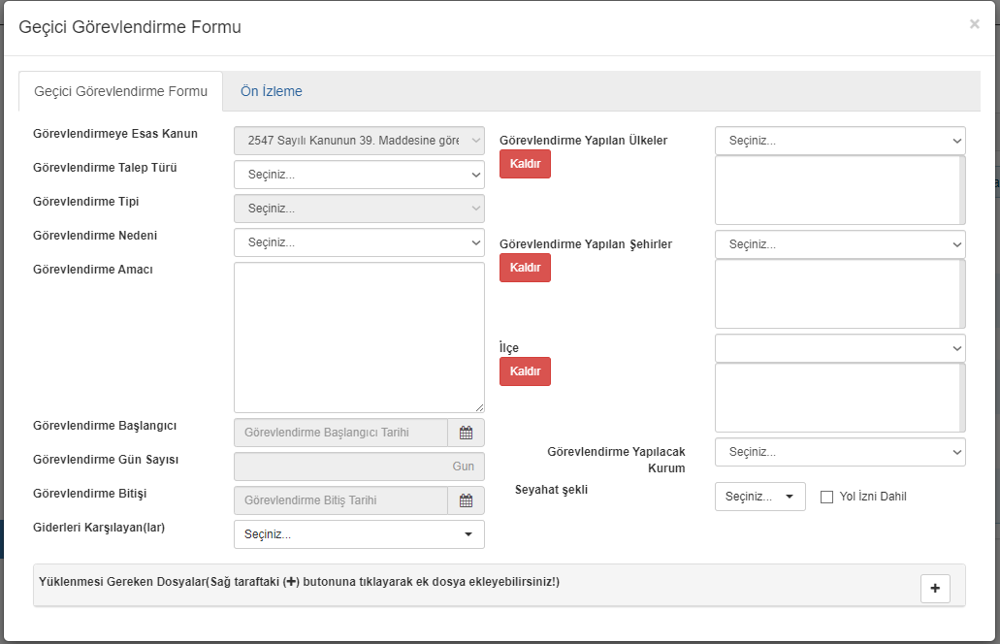 Geçici Görevlendirme Formu
×
Geçici Görevlendirme Formu
Ön İzleme
Görevlendirmeye Esas Kanun
2547 Sayılı Kanunun 39. Maddesine göre
Görevlendirme Talep Türü
Seçiniz...
Görevlendirme Tipi
Seçiniz...
Görevlendirme Nedeni
Seçiniz...
Görevlendirme Amacı
Görevlendirme Başlangıcı
Görevlendirme Başlangıcı Tarihi
Görevlendirme Gün Sayısı
Gun
Görevlendirme Bitişi
Görevlendirme Bitiş Tarihi
Giderleri Karşılayan(lar)
Seçiniz...
Görevlendirme Yapılan Ülkeler
Kaldır
Seçiniz...
Görevlendirme Yapılan Şehirler
Kaldır
Seçiniz...
İlçe
Kaldır
Görevlendirme Yapılacak
Kurum
Seçiniz...
Seyahat şekli
Seçiniz...
Yol İzni Dahil
Yüklenmesi Gereken Dosyalar(Sağ taraftaki (+) butonuna tıklayarak ek dosya ekleyebilirsiniz!)
+